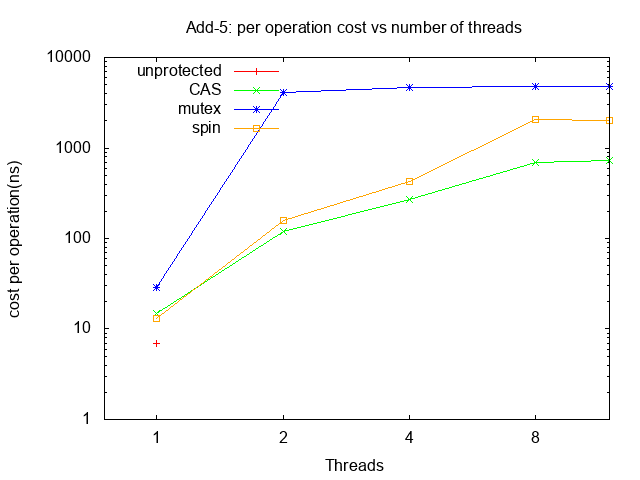 Add-5: per operation cost vs number of threads
10000
1000
100
10
1
cost per operation(ns)
unprotected
CAS
mutex
spin
1 2 4 8
Threads